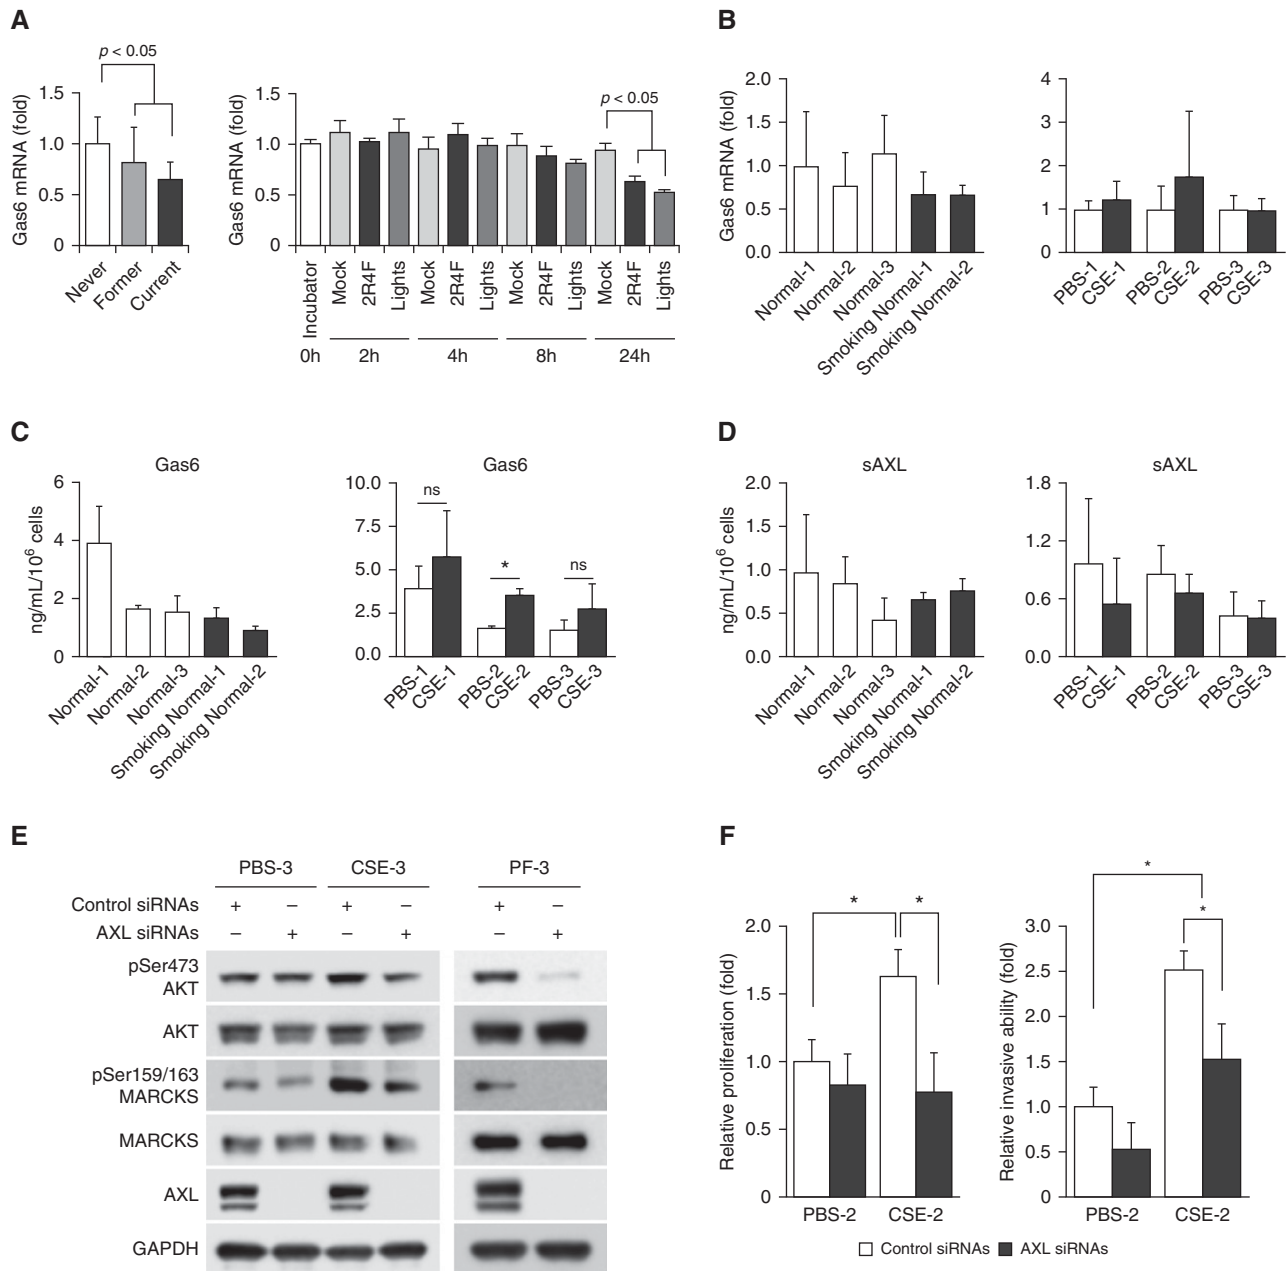 A
p < 0.05
Gas6 mRNA (fold)
1.5
1.0
0.5
0
Never
Former
Current
Gas6 mRNA (fold)
1.5
1.0
0.5
0
p < 0.05
Incubator
Mock
2R4F
Lights
Mock
2R4F
Lights
Mock
2R4F
Lights
Mock
2R4F
Lights
0h 2h 4h 8h 24h
B
Gas6 mRNA (fold)
2.0
1.5
1.0
0.5
0.0
Normal-1
Normal-2
Normal-3
Smoking Normal-1
Smoking Normal-2
4
3
2
1
0
PBS-1
CSE-1
PBS-2
CSE-2
PBS-3
CSE-3
C
Gas6
ng/mL/10⁶ cells
6
4
2
0
Normal-1
Normal-2
Normal-3
Smoking Normal-1
Smoking Normal-2
Gas6
10.0
7.5
5.0
2.5
0.0
ns
*
ns
PBS-1
CSE-1
PBS-2
CSE-2
PBS-3
CSE-3
D
sAXL
ng/mL/10⁶ cells
2.0
1.5
1.0
0.5
0.0
Normal-1
Normal-2
Normal-3
Smoking Normal-1
Smoking Normal-2
sAXL
1.8
1.2
0.6
0.0
PBS-1
CSE-1
PBS-2
CSE-2
PBS-3
CSE-3
E
PBS-3 CSE-3 PF-3
Control siRNAs + – + – + –
AXL siRNAs – + – + – +
pSer473
AKT
AKT
pSer159/163
MARCKS
MARCKS
AXL
GAPDH
F
Relative proliferation (fold)
2.0
1.5
1.0
0.5
0
*
*
PBS-2 CSE-2
Relative invasive ability (fold)
3.0
2.5
2.0
1.5
1.0
0.5
0
*
*
PBS-2 CSE-2
Control siRNAs AXL siRNAs